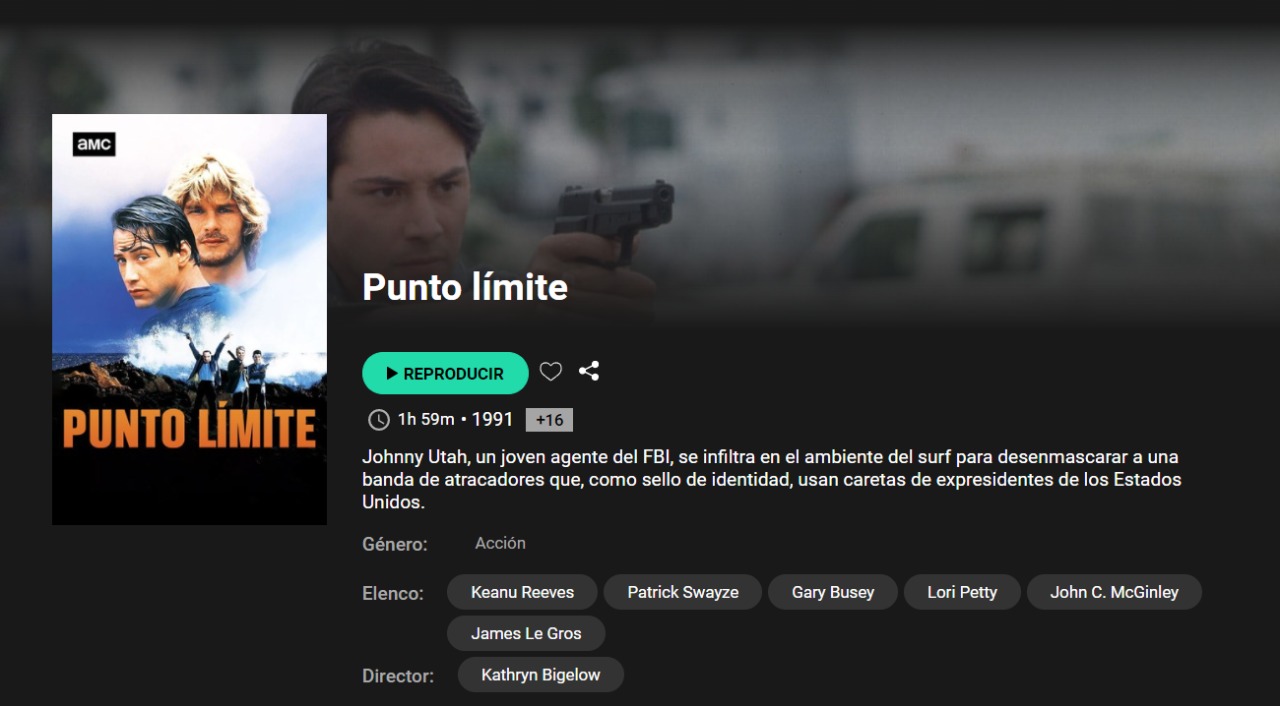 aMC
PUNTO LÍMITE
Punto límite
REPRODUCIR
1h 59m • 1991 +16
Johnny Utah, un joven agente del FBI, se infiltra en el ambiente del surf para desenmascarar a una
banda de atracadores que, como sello de identidad, usan caretas de expresidentes de los Estados
Unidos.
Género: Acción
Elenco: Keanu Reeves Patrick Swayze Gary Busey Lori Petty John C. McGinley
James Le Gros
Director: Kathryn Bigelow